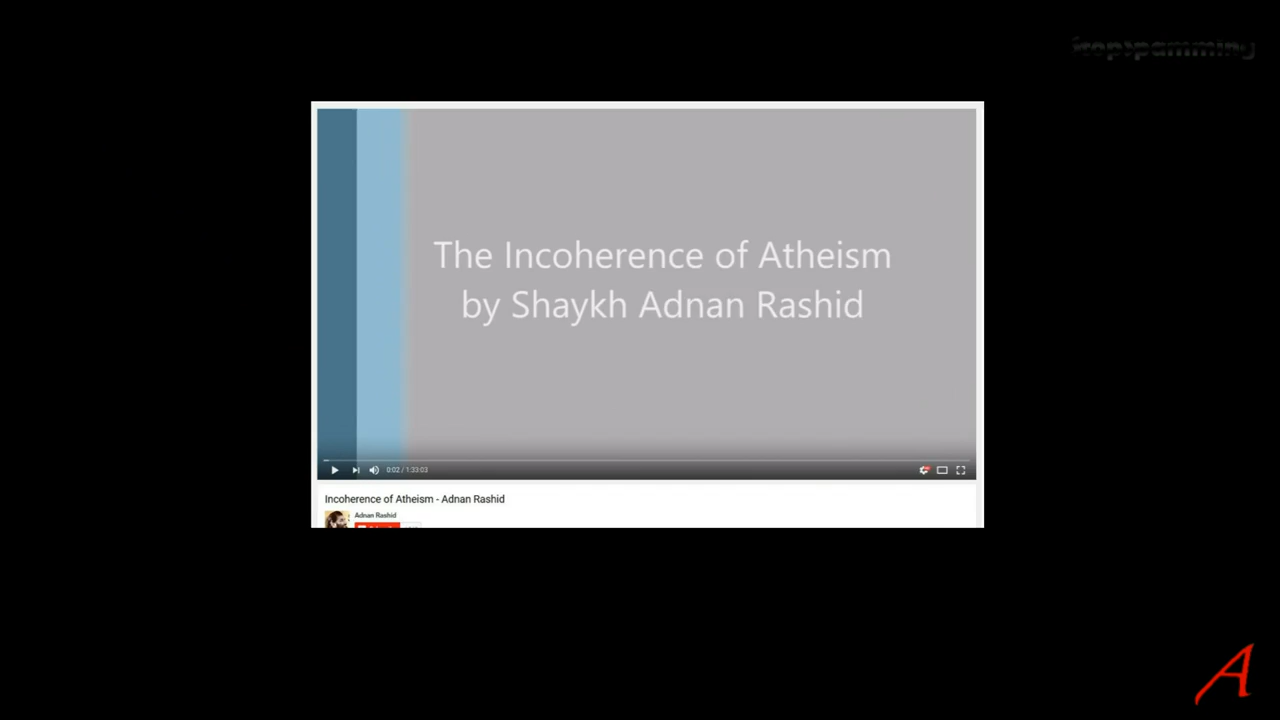 The Incoherence of Atheism
by Shaykh Adnan Rashid
0:02 / 1:33:03
Incoherence of Atheism - Adnan Rashid
Adnan Rashid
A